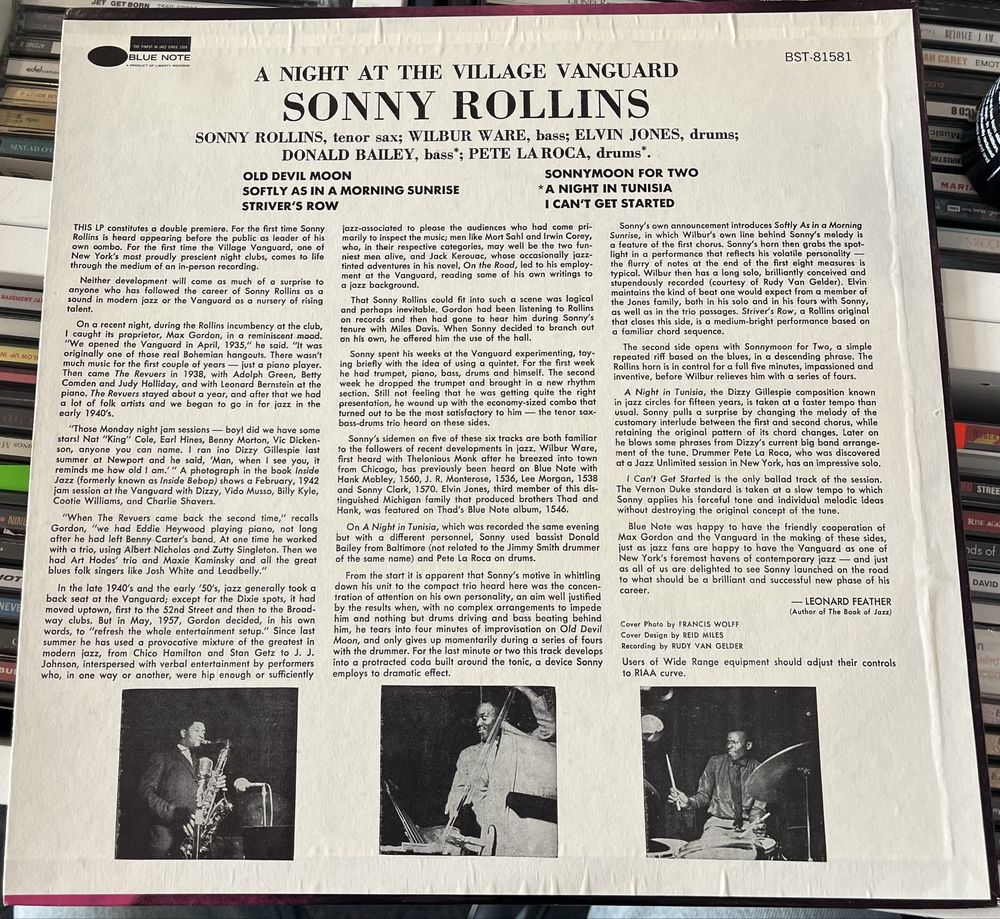 THE FINEST IN JAZZ SINCE 1939
BLUE NOTE
A PRODUCT OF LIBERTY RECORDS
BST-81581
A NIGHT AT THE VILLAGE VANGUARD
SONNY ROLLINS
SONNY ROLLINS, tenor sax; WILBUR WARE, bass; ELVIN JONES, drums;
DONALD BAILEY, bass*; PETE LA ROCA, drums*.
OLD DEVIL MOON
SOFTLY AS IN A MORNING SUNRISE
STRIVER'S ROW
SONNYMOON FOR TWO
*A NIGHT IN TUNISIA
I CAN'T GET STARTED
THIS LP constitutes a double premiere. For the first time Sonny
Rollins is heard appearing before the public as leader of his
own combo. For the first time the Village Vanguard, one of
New York's most proudly prescient night clubs, comes to life
through the medium of an in-person recording.
Neither development will come as much of a surprise to
anyone who has followed the career of Sonny Rollins as a
sound in modern jazz or the Vanguard as a nursery of rising
talent.
On a recent night, during the Rollins incumbency at the club,
I caught its proprietor, Max Gordon, in a reminiscent mood.
"We opened the Vanguard in April, 1935," he said. "It was
originally one of those real Bohemian hangouts. There wasn't
much music for the first couple of years — just a piano player.
Then came The Revuers in 1938, with Adolph Green, Betty
Comden and Judy Holliday, and with Leonard Bernstein at the
piano. The Revuers stayed about a year, and after that we had
a lot of folk artists and we began to go in for jazz in the
early 1940's.
"Those Monday night jam sessions — boy! did we have some
stars! Nat "King" Cole, Earl Hines, Benny Morton, Vic Dicken-
son, anyone you can name. I ran ino Dizzy Gillespie last
summer at Newport and he said, 'Man, when I see you, it
reminds me how old I am.' " A photograph in the book Inside
Jazz (formerly known as Inside Bebop) shows a February, 1942
jam session at the Vanguard with Dizzy, Vido Musso, Billy Kyle,
Cootie Williams, and Charlie Shavers.
"When The Revuers came back the second time," recalls
Gordon, "we had Eddie Heywood playing piano, not long
after he had left Benny Carter's band. At one time he worked
with a trio, using Albert Nicholas and Zutty Singleton. Then we
had Art Hodes' trio and Maxie Kaminsky and all the great
blues folk singers like Josh White and Leadbelly."
In the late 1940's and the early '50's, jazz generally took a
back seat at the Vanguard; except for the Dixie spots, it had
moved uptown, first to the 52nd Street and then to the Broad-
way clubs. But in May, 1957, Gordon decided, in his own
words, to "refresh the whole entertainment setup." Since last
summer he has used a provocative mixture of the greatest in
modern jazz, from Chico Hamilton and Stan Getz to J. J.
Johnson, interspersed with verbal entertainment by performers
who, in one way or another, were hip enough or sufficiently
jazz-associated to please the audiences who had come pri-
marily to inspect the music; men like Mort Sahl and Irwin Corey,
who, in their respective categories, may well be the two fun-
niest men alive, and Jack Kerouac, whose occasionally jazz-
tinted adventures in his novel, On the Road, led to his employ-
ment at the Vanguard, reading some of his own writings to
a jazz background.
That Sonny Rollins could fit into such a scene was logical
and perhaps inevitable. Gordon had been listening to Rollins
on records and then had gone to hear him during Sonny's
tenure with Miles Davis. When Sonny decided to branch out
on his own, he offered him the use of the hall.
Sonny spent his weeks at the Vanguard experimenting, toy-
ing briefly with the idea of using a quintet. For the first week
he had trumpet, piano, bass, drums and himself. The second
week he dropped the trumpet and brought in a new rhythm
section. Still not feeling that he was getting quite the right
presentation, he wound up with the economy-sized combo that
turned out to be the most satisfactory to him — the tenor sax-
bass-drums trio heard on these sides.
Sonny's sidemen on five of these six tracks are both familiar
to the followers of recent developments in jazz. Wilbur Ware,
first heard with Thelonious Monk after he breezed into town
from Chicago, has previously been heard on Blue Note with
Hank Mobley, 1560, J. R. Monterose, 1536, Lee Morgan, 1538
and Sonny Clark, 1570. Elvin Jones, third member of this dis-
tinguished Michigan family that produced brothers Thad and
Hank, was featured on Thad's Blue Note album, 1546.
On A Night in Tunisia, which was recorded the same evening
but with a different personnel, Sonny used bassist Donald
Bailey from Baltimore (not related to the Jimmy Smith drummer
of the same name) and Pete La Roca on drums.
From the start it is apparent that Sonny's motive in whittling
down his unit to the compact trio heard here was the concen-
tration of attention on his own personality, an aim well justified
by the results when, with no complex arrangements to impede
him and nothing but drums driving and bass beating behind
him, he tears into four minutes of improvisation on Old Devil
Moon, and only gives up momentarily during a series of fours
with the drummer. For the last minute or two this track develops
into a protracted coda built around the tonic, a device Sonny
employs to dramatic effect.
Sonny's own announcement introduces Softly As in a Morning
Sunrise, in which Wilbur's own line behind Sonny's melody is
a feature of the first chorus. Sonny's horn then grabs the spot-
light in a performance that reflects his volatile personality —
the flurry of notes at the end of the first eight measures is
typical. Wilbur then has a long solo, brilliantly conceived and
stupendously recorded (courtesy of Rudy Van Gelder). Elvin
maintains the kind of beat one would expect from a member of
the Jones family, both in his solo and in his fours with Sonny,
as well as in the trio passages. Striver's Row, a Rollins original
that closes this side, is a medium-bright performance based on
a familiar chord sequence.
The second side opens with Sonnymoon for Two, a simple
repeated riff based on the blues, in a descending phrase. The
Rollins horn is in control for a full five minutes, impassioned and
inventive, before Wilbur relieves him with a series of fours.
A Night in Tunisia, the Dizzy Gillespie composition known
in jazz circles for fifteen years, is taken at a faster tempo than
usual. Sonny pulls a surprise by changing the melody of the
customary interlude between the first and second chorus, while
retaining the original pattern of its chord changes. Later on
he blows some phrases from Dizzy's current big band arrange-
ment of the tune. Drummer Pete La Roca, who was discovered
at a Jazz Unlimited session in New York, has an impressive solo.
I Can't Get Started is the only ballad track of the session.
The Vernon Duke standard is taken at a slow tempo to which
Sonny applies his forceful tone and individual melodic ideas
without destroying the original concept of the tune.
Blue Note was happy to have the friendly cooperation of
Max Gordon and the Vanguard in the making of these sides,
just as jazz fans are happy to have the Vanguard as one of
New York's foremost havens of contemporary jazz — and just
as all of us are delighted to see Sonny launched on the road
to what should be a brilliant and successful new phase of his
career.
— LEONARD FEATHER
(Author of The Book of Jazz)
Cover Photo by FRANCIS WOLFF
Cover Design by REID MILES
Recording by RUDY VAN GELDER
Users of Wide Range equipment should adjust their controls
to RIAA curve.
JET GET BORN